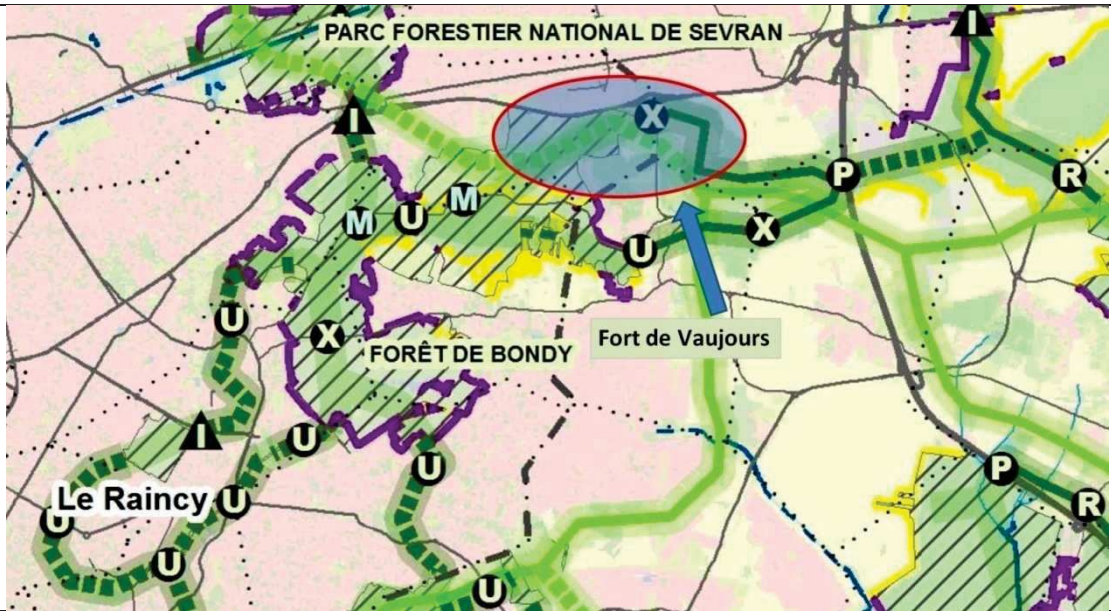 PARC FORESTIER NATIONAL DE SEVRAN
I
I
X
P
R
M
M
U
X
U
U
Fort de Vaujours
X
FORÊT DE BONDY
I
U
U
P
Le Raincy
U
U
R
U
U